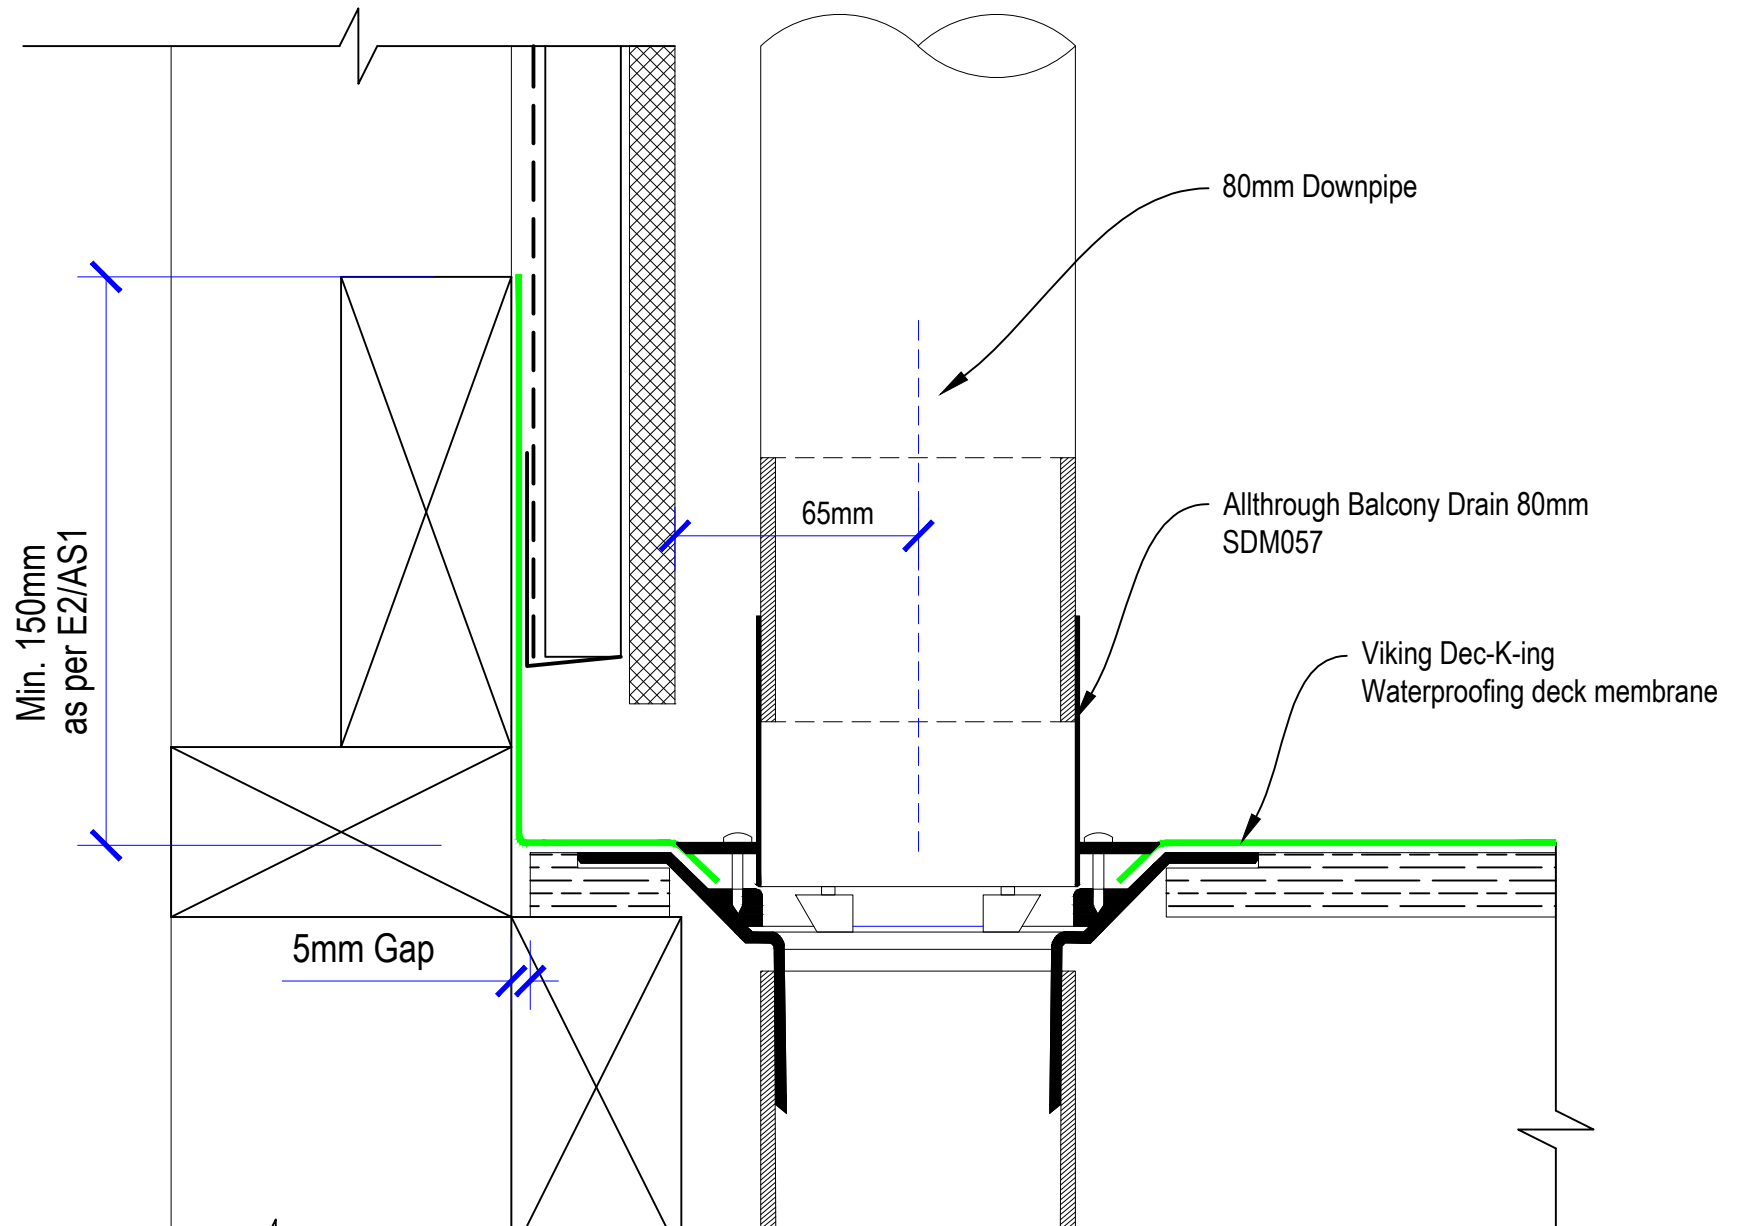 80mm Downpipe
65mm
Allthrough Balcony Drain 80mm
SDM057
Min. 150mm
as per E2/AS1
Viking Dec-K-ing
Waterproofing deck membrane
5mm Gap